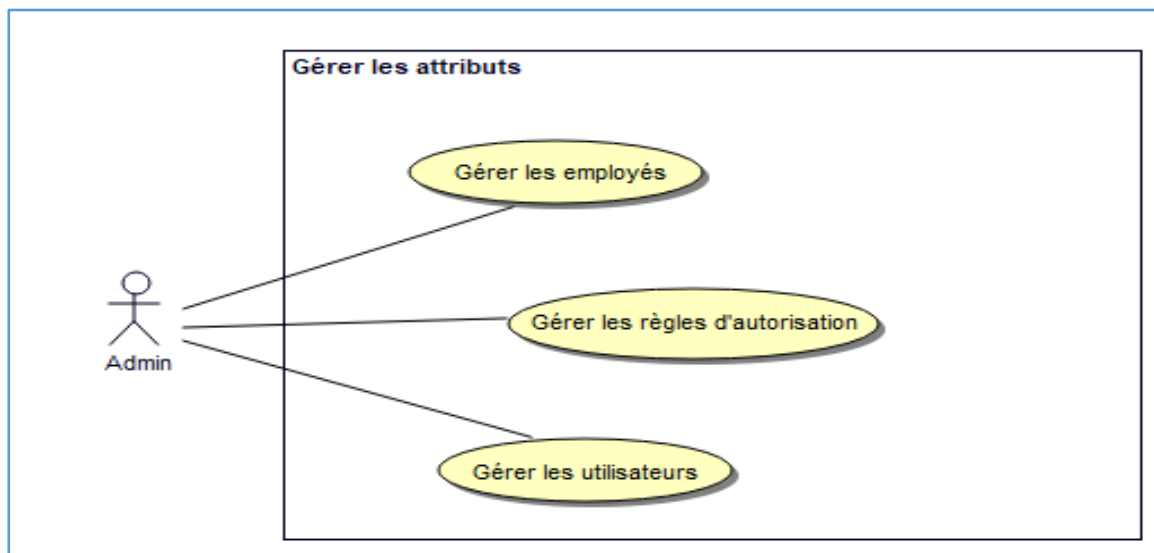 Gérer les attributs
Gérer les employés
Gérer les règles d'autorisation
Admin
Gérer les utilisateurs